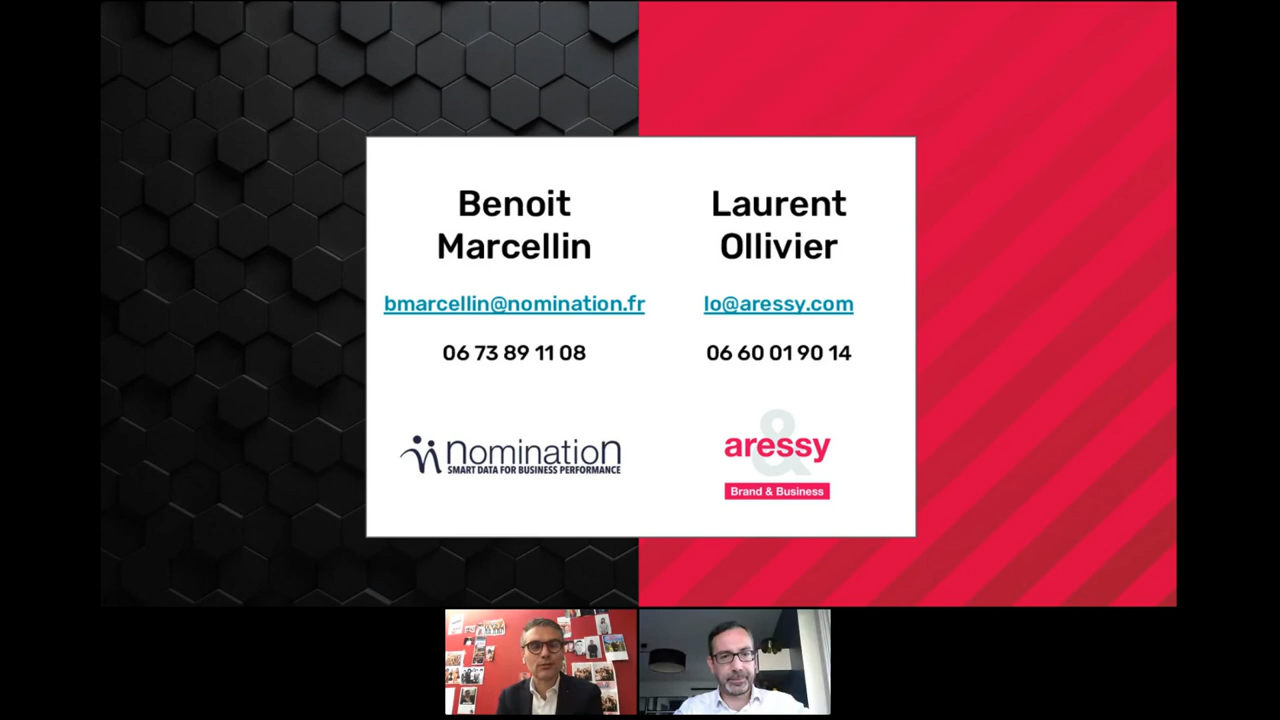 Benoit
Marcellin
bmarcellin@nomination.fr
06 73 89 11 08
nomination
SMART DATA FOR BUSINESS PERFORMANCE
Laurent
Ollivier
lo@aressy.com
06 60 01 90 14
&
aressy
Brand & Business